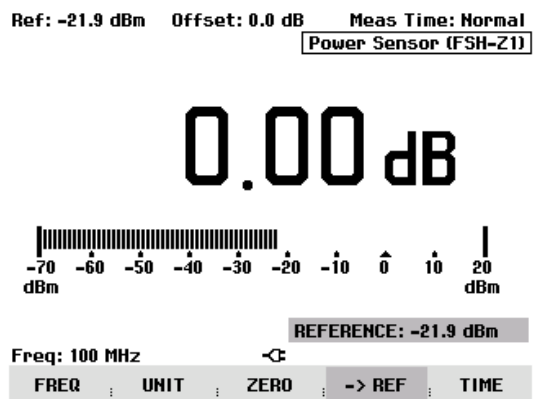 Ref: -21.9 dBm Offset: 0.0 dB Meas Time: Normal
Power Sensor (FSH-Z1)
0.00 dB
-70 -60 -50 -40 -30 -20 -10 0 10 20
dBm dBm
REFERENCE: -21.9 dBm
Freq: 100 MHz
FREQ UNIT ZERO -> REF TIME